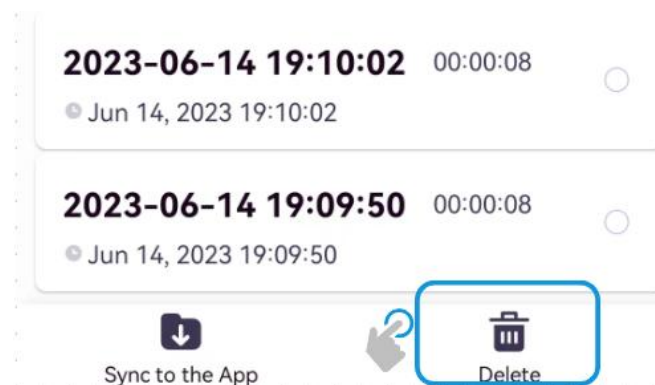 2023-06-14 19:10:02 00:00:08
Jun 14, 2023 19:10:02
2023-06-14 19:09:50 00:00:08
Jun 14, 2023 19:09:50
Sync to the App Delete